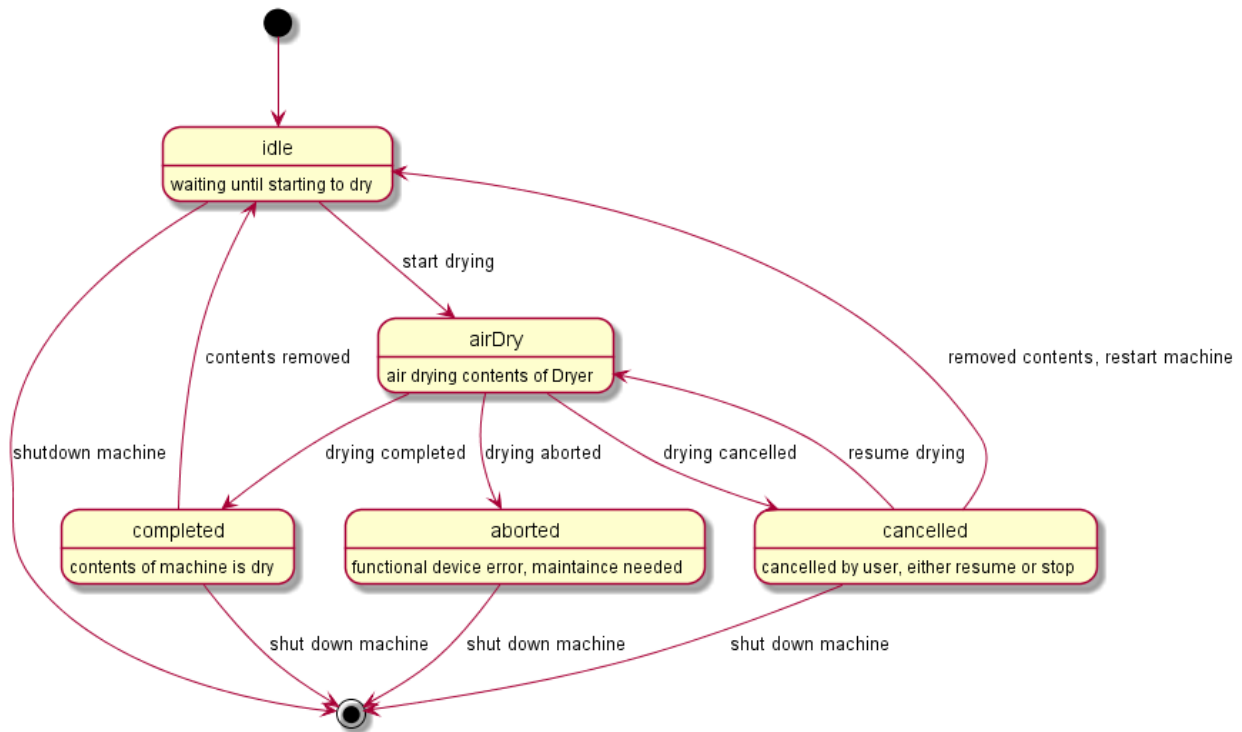 idle
waiting until starting to dry
start drying
airDry
air drying contents of Dryer
contents removed
removed contents, restart machine
shutdown machine
drying completed
drying aborted
drying cancelled
resume drying
completed
contents of machine is dry
aborted
functional device error, maintaince needed
cancelled
cancelled by user, either resume or stop
shut down machine
shut down machine
shut down machine